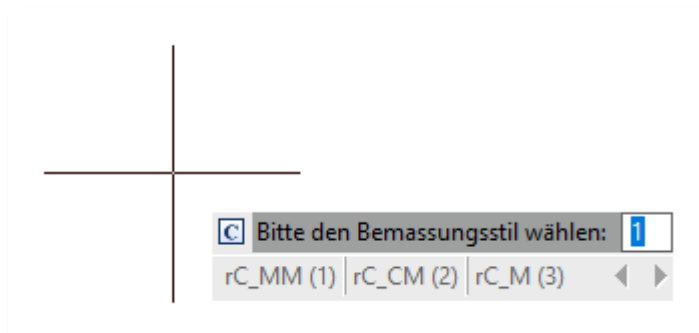 C Bitte den Bemassungsstil wählen: 1
rC_MM (1) rC_CM (2) rC_M (3)